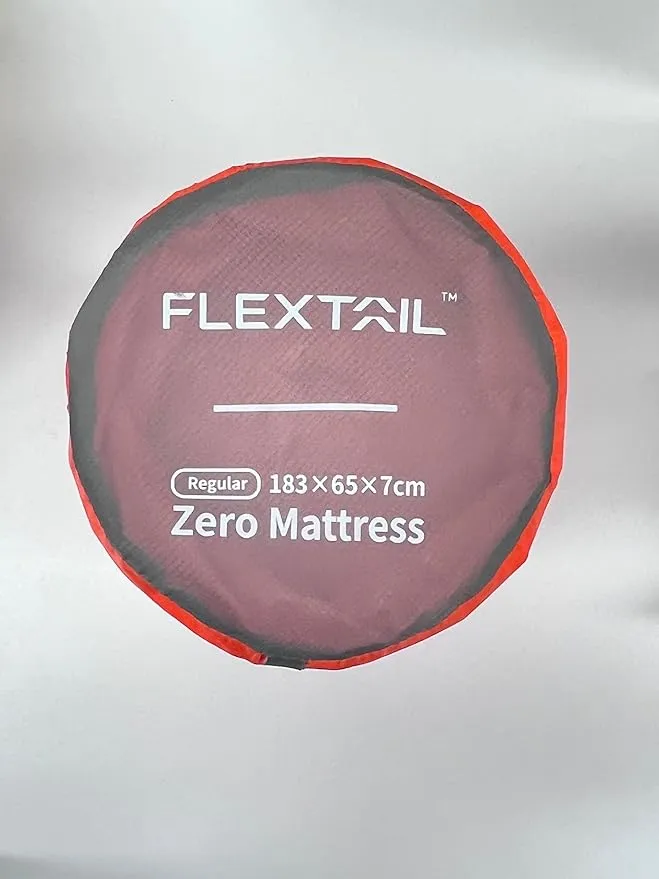 FLEXTAIL™
Regular 183×65×7cm
Zero Mattress